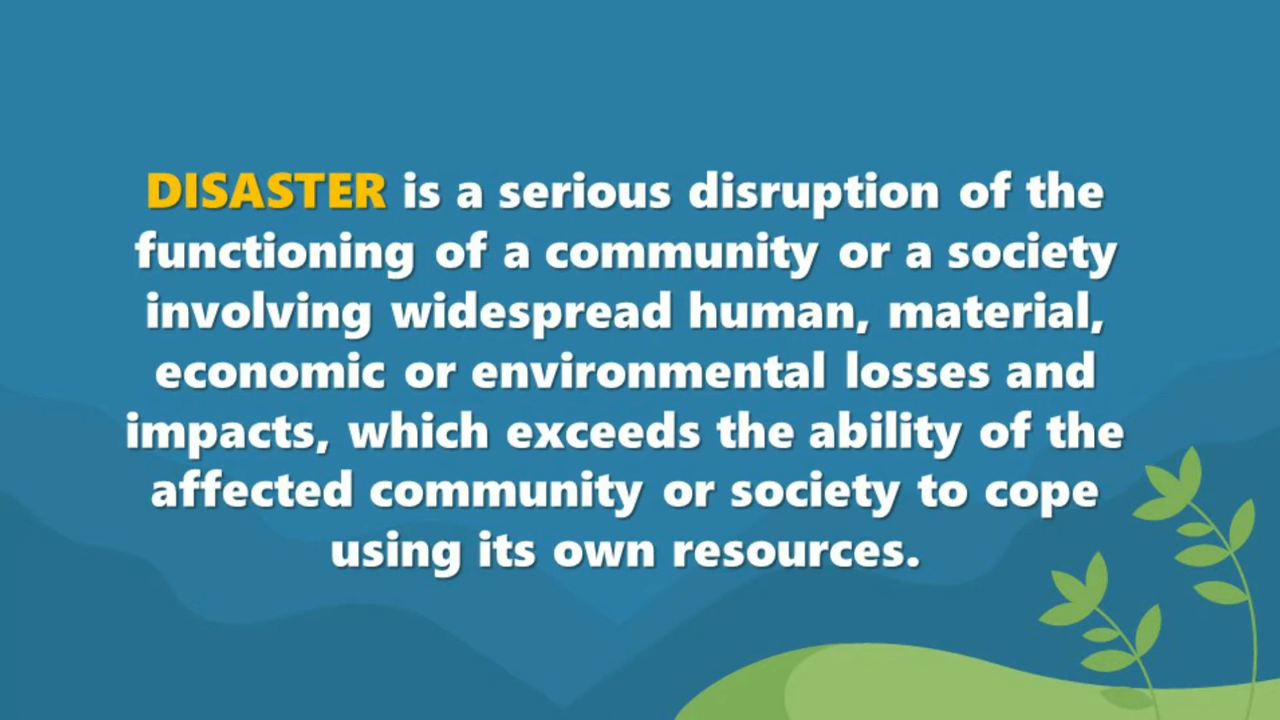 DISASTER is a serious disruption of the
functioning of a community or a society
involving widespread human, material,
economic or environmental losses and
impacts, which exceeds the ability of the
affected community or society to cope
using its own resources.